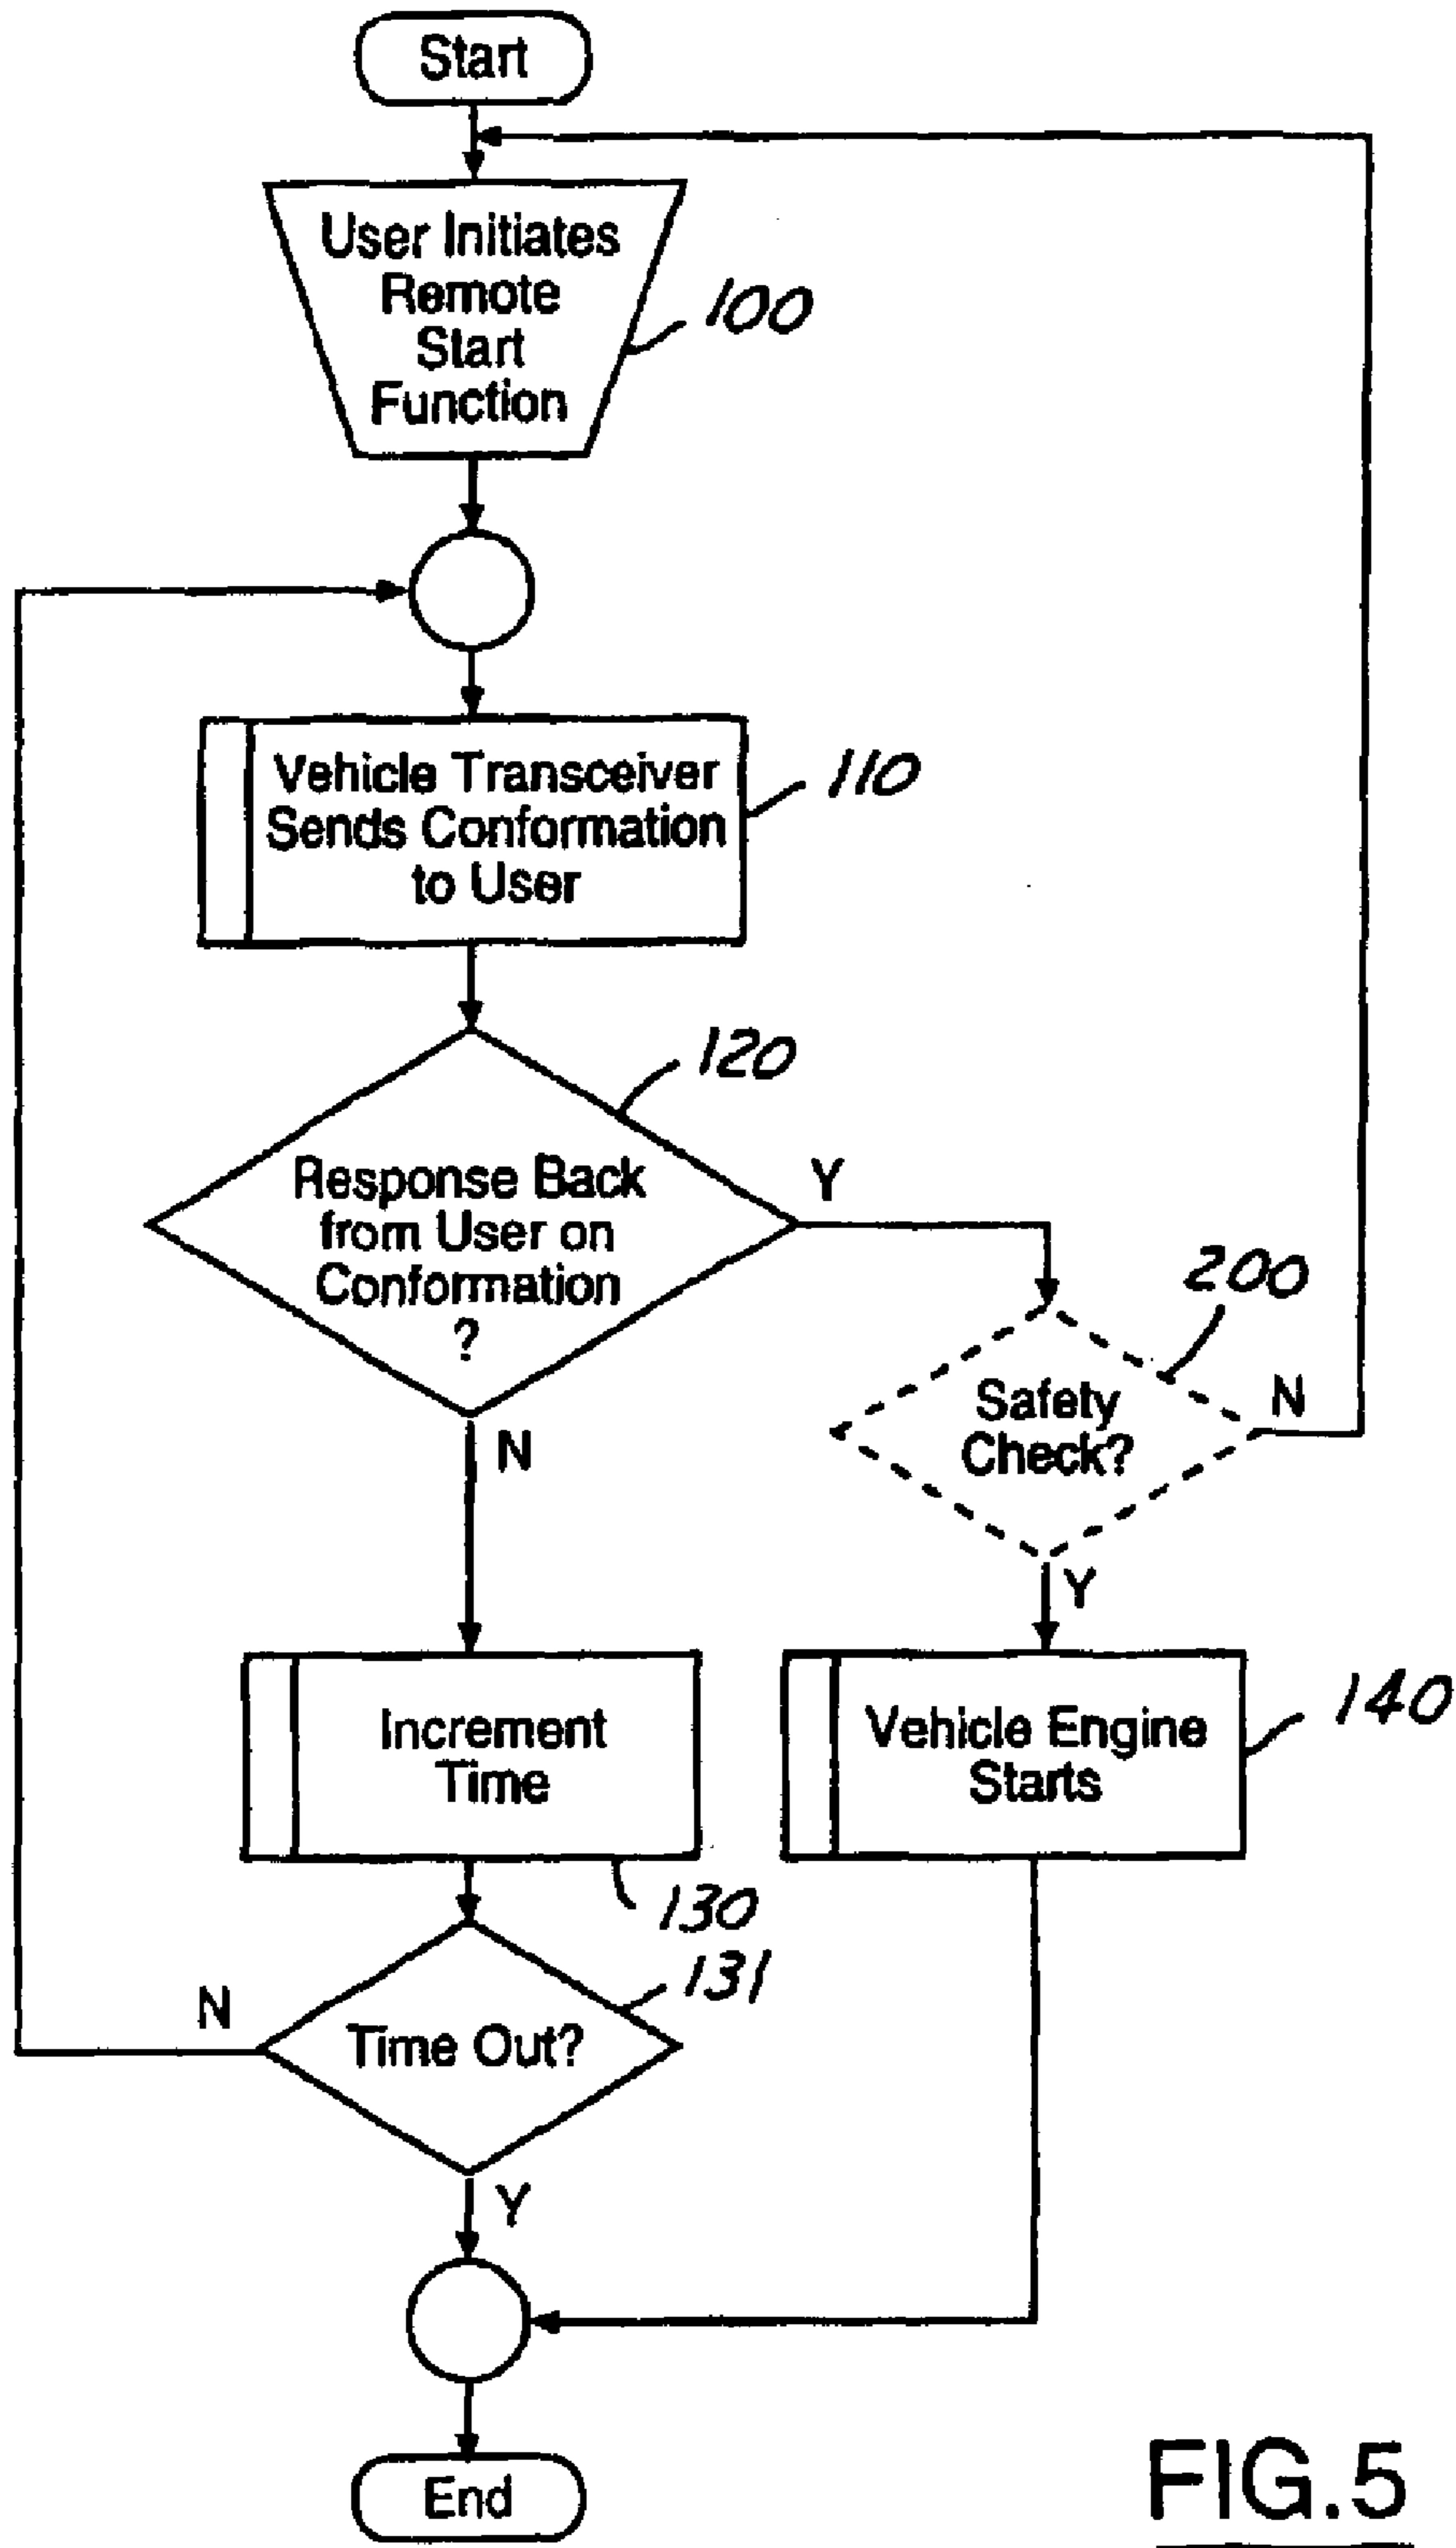 Start
User Initiates
Remote
Start
Function
100
Vehicle Transceiver
Sends Conformation
to User
110
120
Response Back
from User on
Conformation
?
Y
N
200
Safety
Check?
N
Y
Increment
Time
130
Vehicle Engine
Starts
140
131
Time Out?
N
Y
End
FIG.5